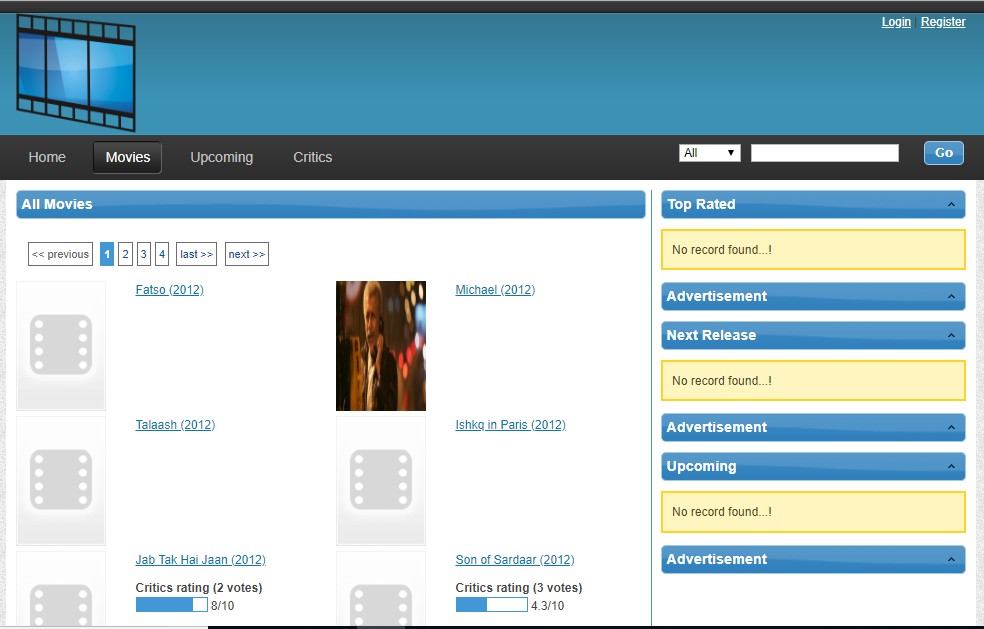 Login Register
Home Movies Upcoming Critics All Go
All Movies
<< previous 1 2 3 4 last >> next >>
Fatso (2012)
Michael (2012)
Talaash (2012)
Ishkq in Paris (2012)
Jab Tak Hai Jaan (2012)
Critics rating (2 votes)
8/10
Son of Sardaar (2012)
Critics rating (3 votes)
4.3/10
Top Rated
No record found...!
Advertisement
Next Release
No record found...!
Advertisement
Upcoming
No record found...!
Advertisement